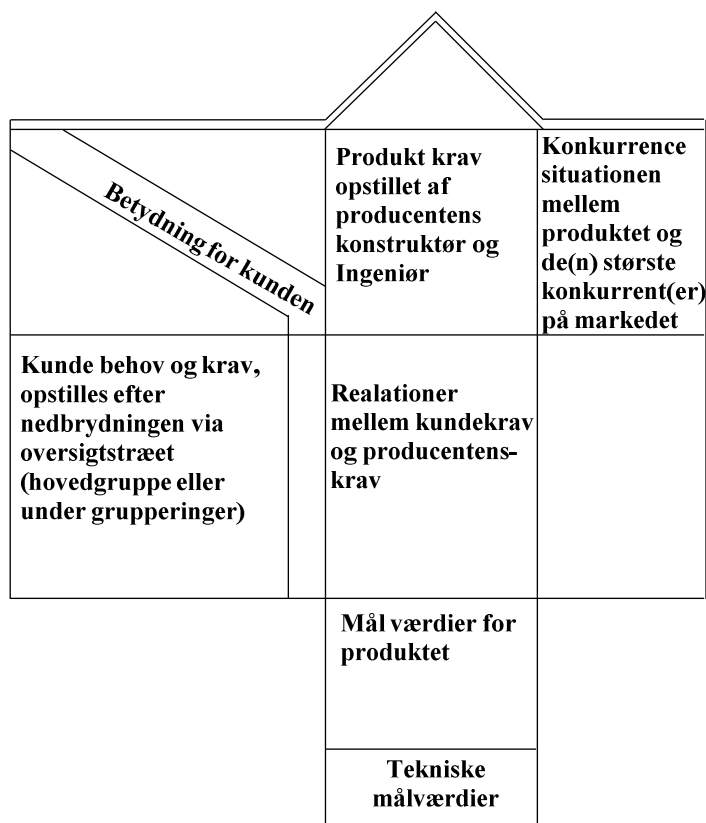 Betydning for kunden
Produkt krav
opstillet af
producentens
konstruktør og
Ingeniør
Konkurrence
situationen
mellem
produktet og
de(n) største
konkurrent(er)
på markedet
Kunde behov og krav,
opstilles efter
nedbrydningen via
oversigtstræet
(hovedgruppe eller
under grupperinger)
Realationer
mellem kundekrav
og producentens-
krav
Mål værdier for
produktet
Tekniske
målværdier